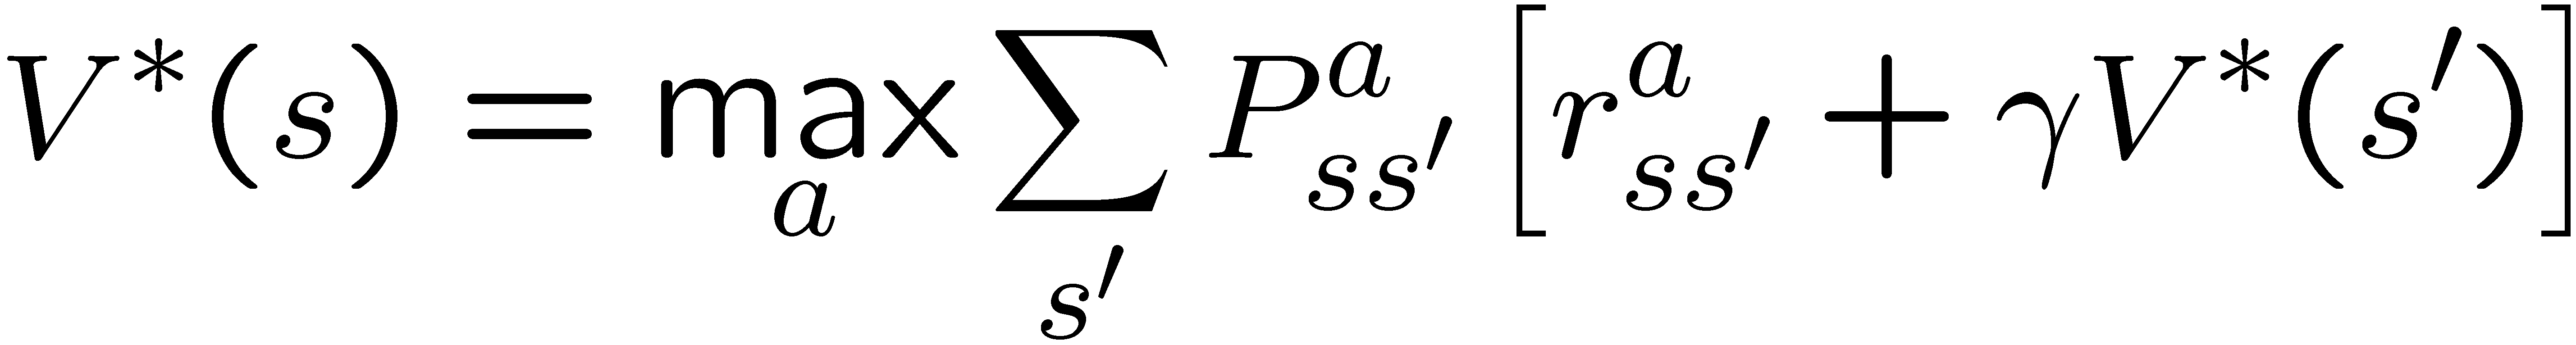 V*(s) = max_a ∑_{s′} P^a_{ss′} [r^a_{ss′} + γV*(s′)]